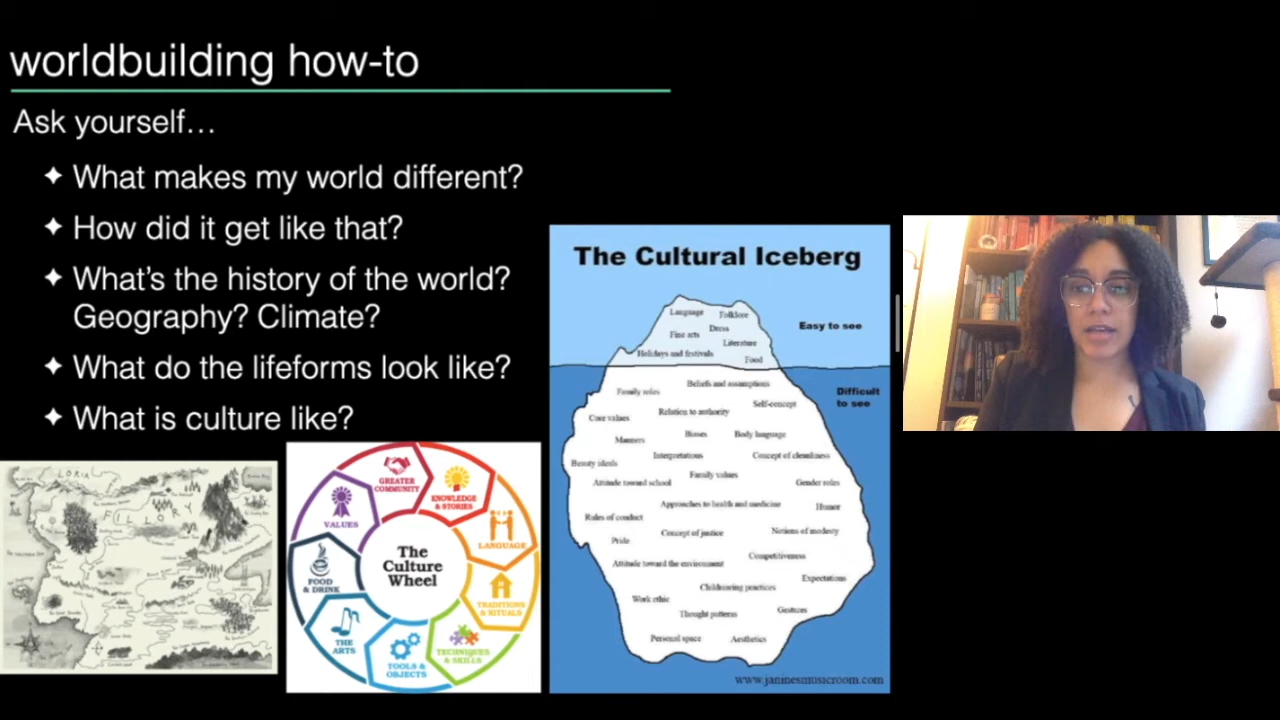 worldbuilding how-to
Ask yourself…
What makes my world different?
How did it get like that?
What's the history of the world?
Geography? Climate?
What do the lifeforms look like?
What is culture like?
LORIA
FILLORY
GREATER
COMMUNITY
KNOWLEDGE
& STORIES
LANGUAGE
TRADITIONS
& RITUALS
TECHNIQUES
& SKILLS
TOOLS &
OBJECTS
THE
ARTS
FOOD
& DRINK
VALUES
The
Culture
Wheel
The Cultural Iceberg
Language
Folklore
Dress
Fine arts
Literature
Holidays and festivals
Food
Easy to see
Difficult
to see
Beliefs and assumptions
Family roles
Self-concept
Core values
Relation to authority
Manners
Biases
Body language
Interpretations
Concept of cleanliness
Beauty ideals
Family values
Attitude toward school
Gender roles
Approaches to health and medicine
Humor
Rules of conduct
Concept of justice
Notions of modesty
Pride
Competitiveness
Attitude toward the environment
Expectations
Childrearing practices
Work ethic
Thought patterns
Gestures
Personal space
Aesthetics
www.janinesmusicroom.com